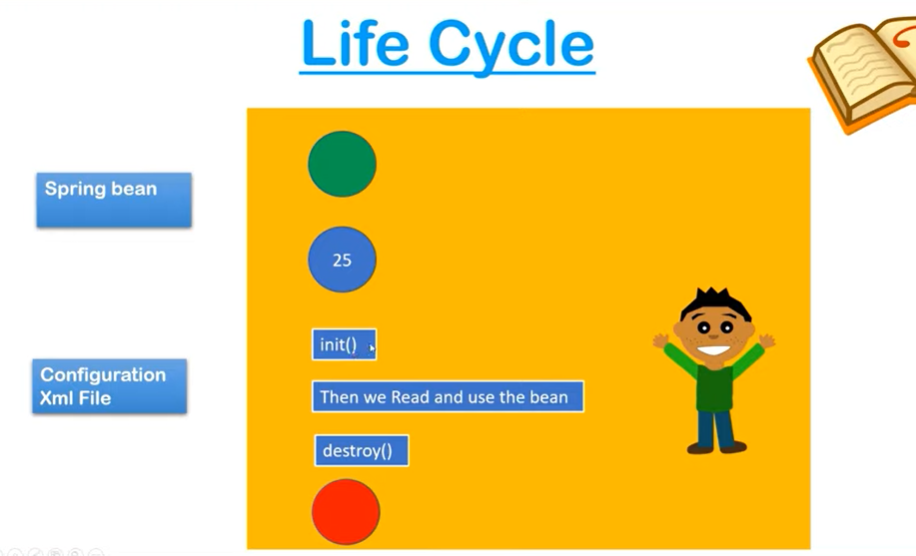 Life Cycle
Spring bean
25
init()
Configuration
Xml File
Then we Read and use the bean
destroy()